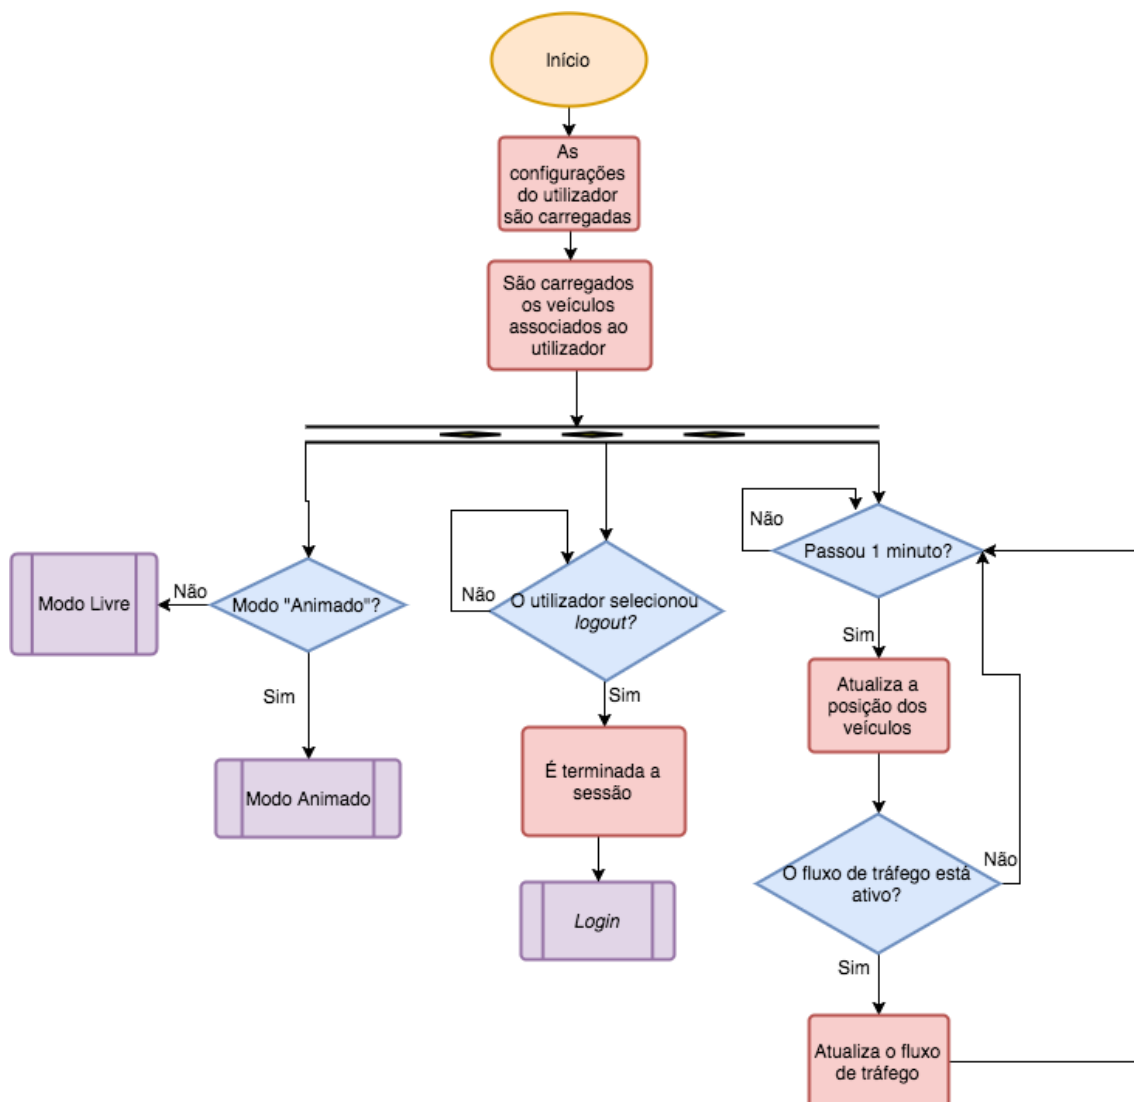 Início
As
configurações
do utilizador
são carregadas
São carregados
os veículos
associados ao
utilizador
Não
Passou 1 minuto?
Modo Livre
Não
Modo "Animado"?
Não
O utilizador selecionou
logout?
Sim
Sim
Sim
Atualiza a
posição dos
veículos
Modo Animado
É terminada a
sessão
Não
O fluxo de tráfego está
ativo?
Login
Sim
Atualiza o fluxo
de tráfego